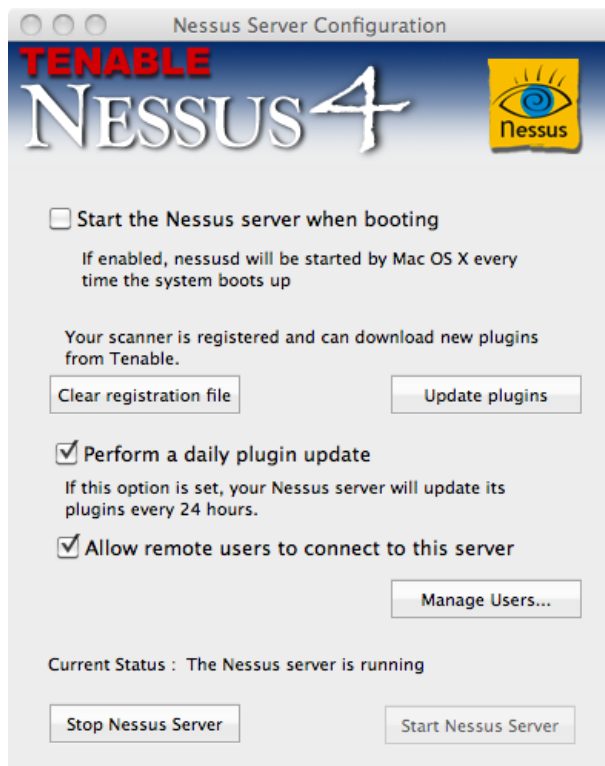 Nessus Server Configuration
TENABLE
NESSUS 4
Nessus
Start the Nessus server when booting
If enabled, nessusd will be started by Mac OS X every
time the system boots up
Your scanner is registered and can download new plugins
from Tenable.
Clear registration file
Update plugins
Perform a daily plugin update
If this option is set, your Nessus server will update its
plugins every 24 hours.
Allow remote users to connect to this server
Manage Users...
Current Status : The Nessus server is running
Stop Nessus Server
Start Nessus Server